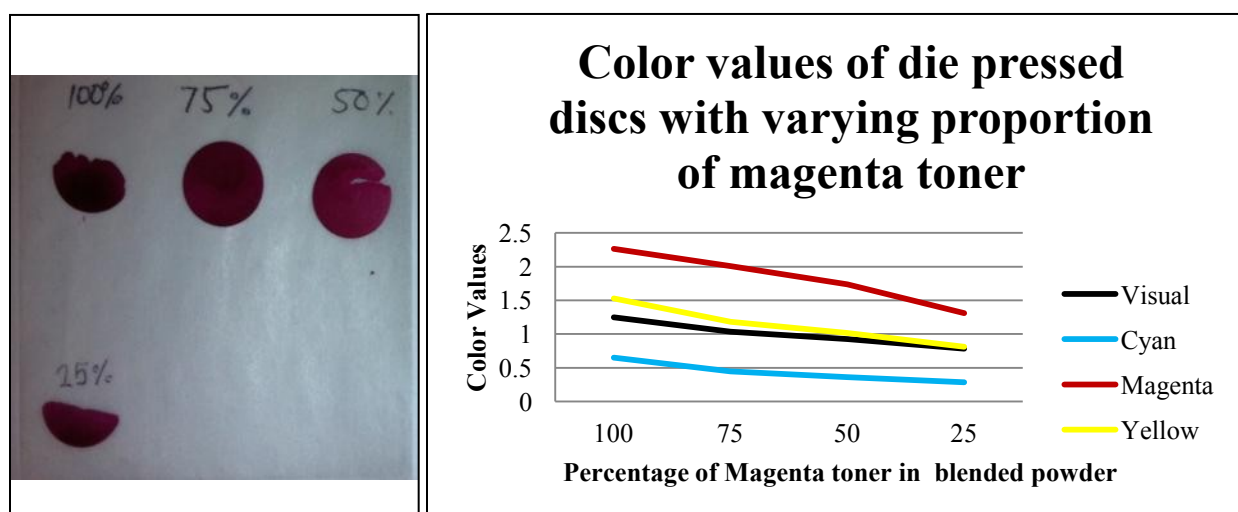 100% 75% 50%
25%
Color values of die pressed
discs with varying proportion
of magenta toner
Color Values
2.5
2
1.5
1
0.5
0
100 75 50 25
Percentage of Magenta toner in blended powder
Visual
Cyan
Magenta
Yellow